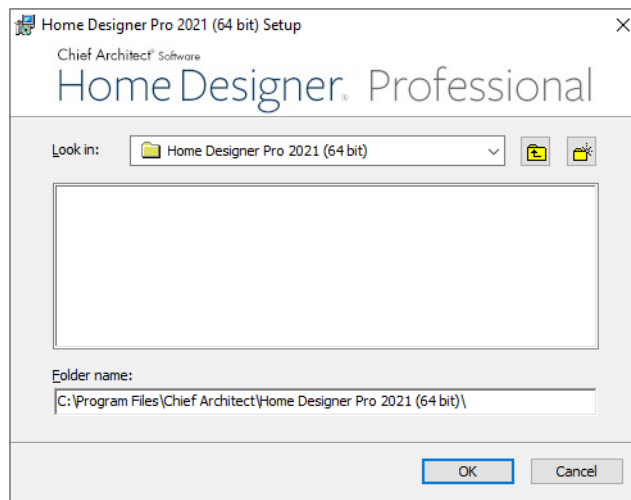 Home Designer Pro 2021 (64 bit) Setup
Chief Architect® Software
Home Designer® Professional
Look in:
Home Designer Pro 2021 (64 bit)
Folder name:
C:\Program Files\Chief Architect\Home Designer Pro 2021 (64 bit)\
OK
Cancel